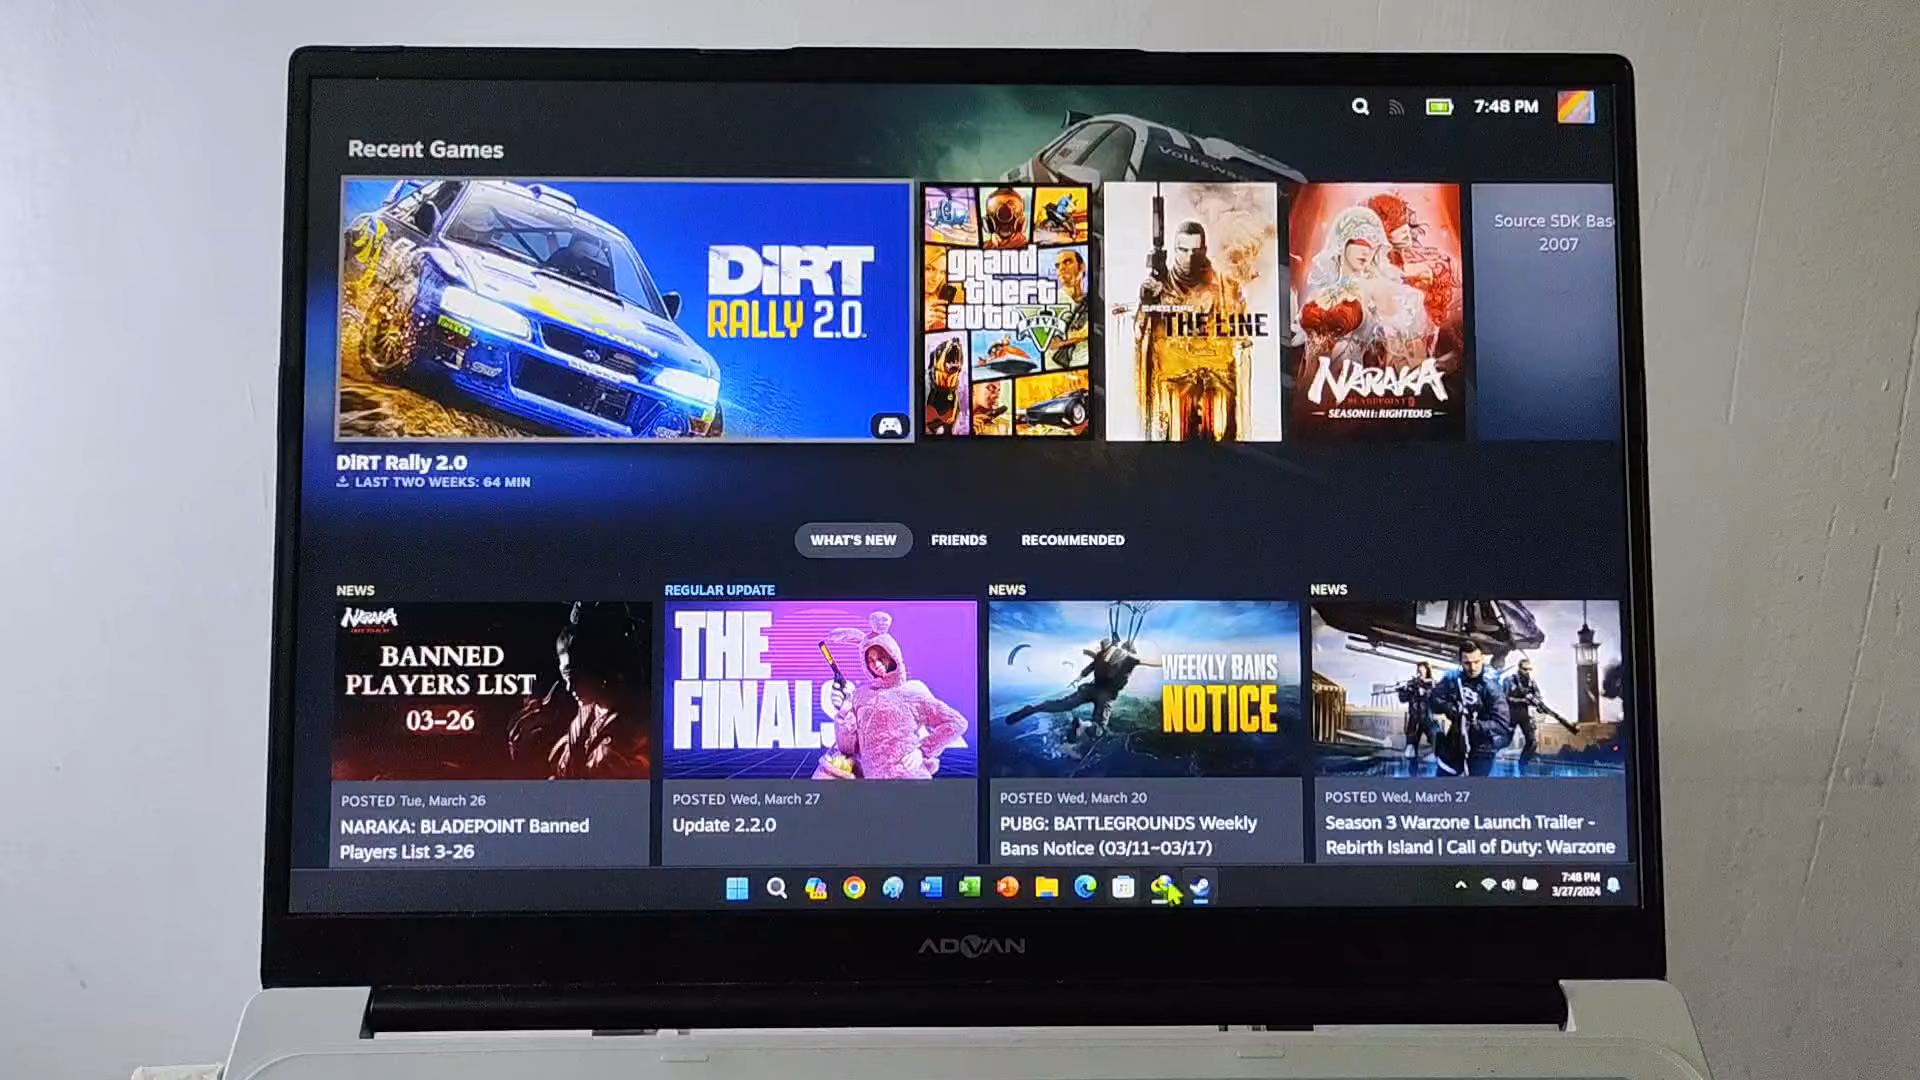 7:48 PM
Recent Games
Volkswage
DiRT
RALLY 2.0
grand
theft
auto
FIVE
THE LINE
NARAKA
BLADEPOINT
SEASON11: RIGHTEOUS
Source SDK Bas
2007
DiRT Rally 2.0
LAST TWO WEEKS: 64 MIN
WHAT'S NEW
FRIENDS
RECOMMENDED
NEWS
REGULAR UPDATE
NEWS
NEWS
NARAKA
BANNED
PLAYERS LIST
03-26
THE
FINALS
WEEKLY BANS
NOTICE
POSTED Tue, March 26
NARAKA: BLADEPOINT Banned
Players List 3-26
POSTED Wed, March 27
Update 2.2.0
POSTED Wed, March 20
PUBG: BATTLEGROUNDS Weekly
Bans Notice (03/11~03/17)
POSTED Wed, March 27
Season 3 Warzone Launch Trailer -
Rebirth Island | Call of Duty: Warzone
7:48 PM
3/27/2024
ADVAN